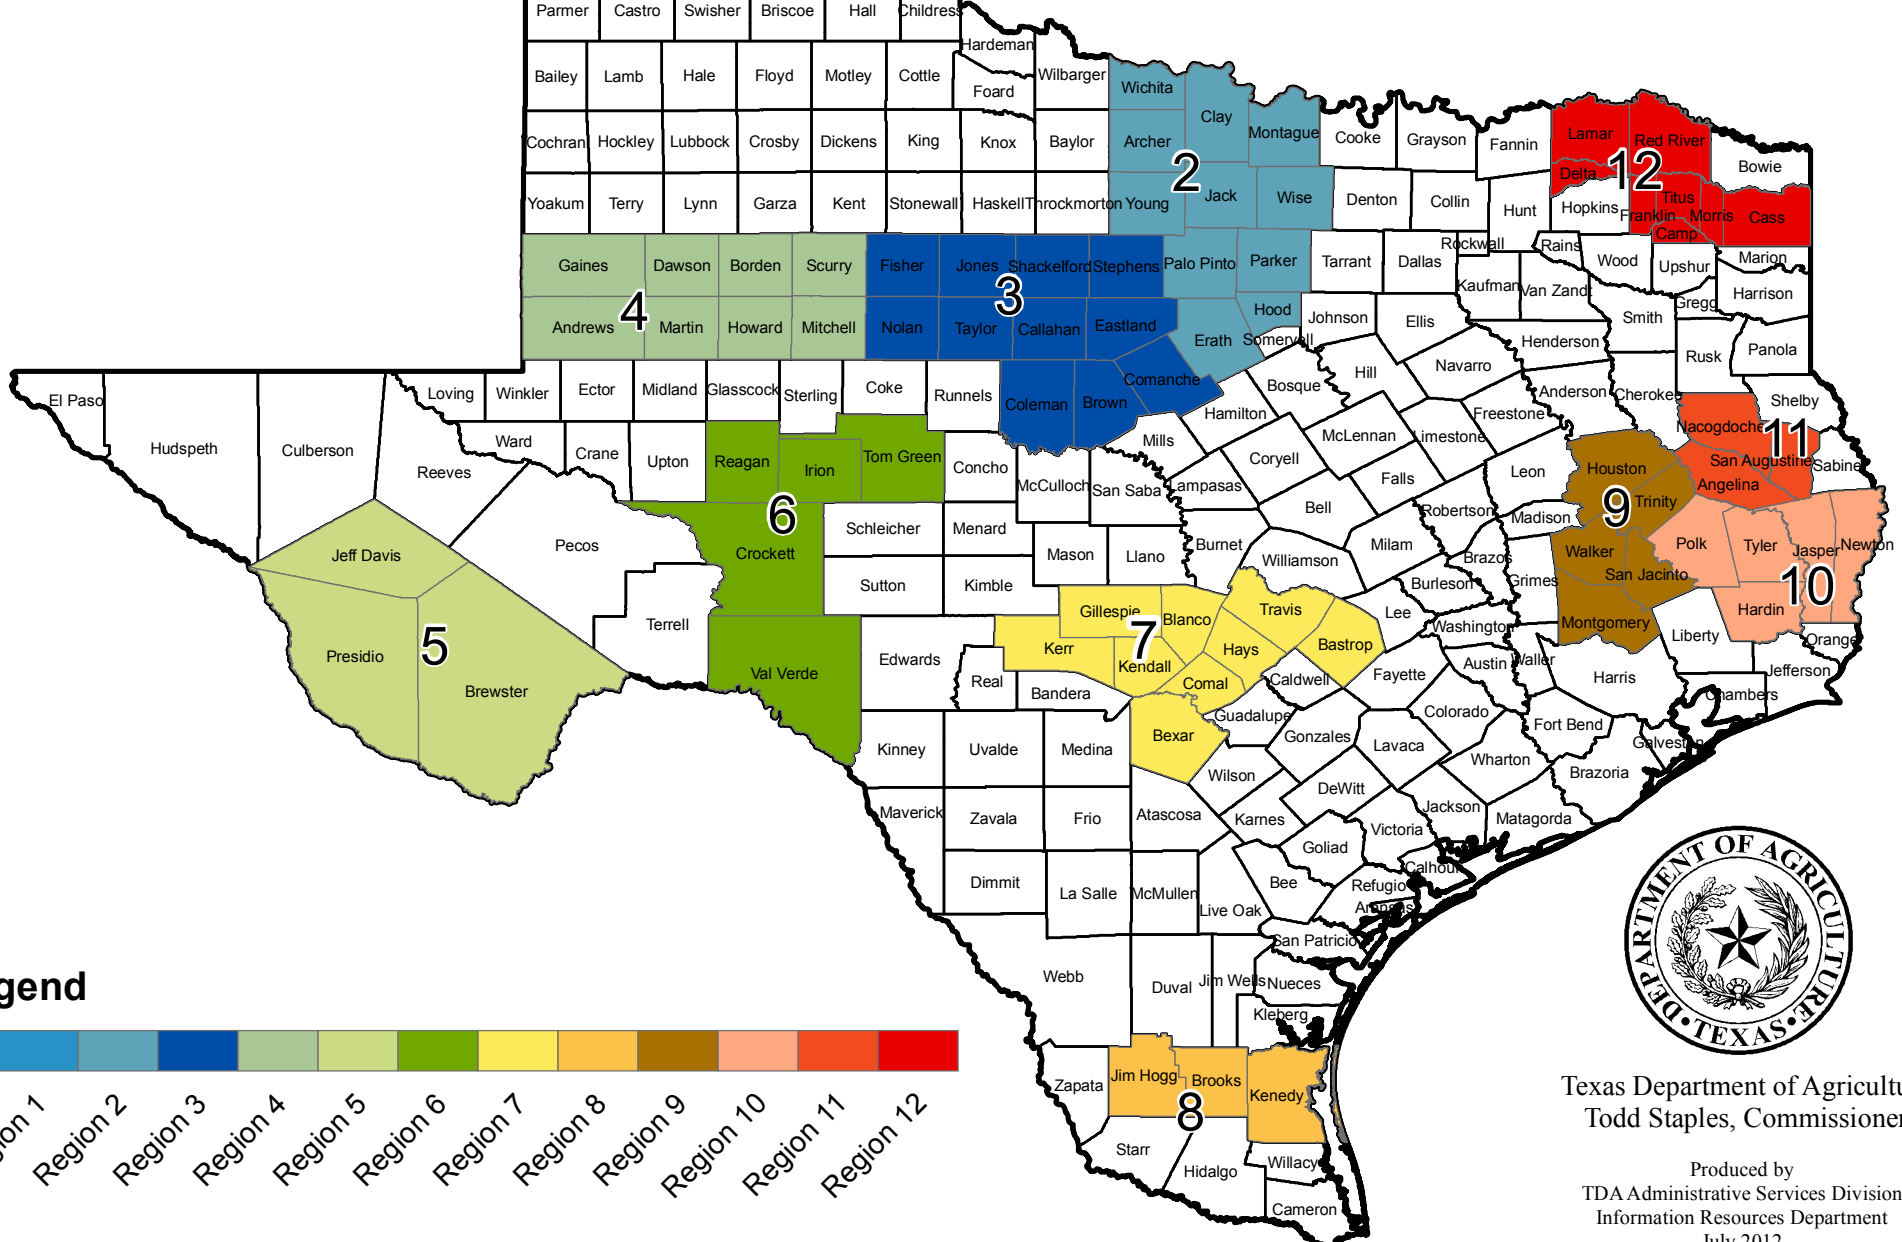 Parmer Castro Swisher Briscoe Hall Childress
Hardeman
Bailey Lamb Hale Floyd Motley Cottle Foard Wilbarger Wichita Clay
Cochran Hockley Lubbock Crosby Dickens King Knox Baylor Archer Montague Cooke Grayson Fannin Lamar Red River Bowie
2 12
Delta
Yoakum Terry Lynn Garza Kent Stonewall Haskell Throckmorton Young Jack Wise Denton Collin Hunt Hopkins Franklin Titus Morris Cass
Camp
Gaines Dawson Borden Scurry Fisher Jones Shackelford Stephens Palo Pinto Parker Tarrant Dallas Rockwall Rains Wood Upshur Marion
4 3
Kaufman Van Zandt Gregg Harrison
Andrews Martin Howard Mitchell Nolan Taylor Callahan Eastland Erath Hood Somervell Johnson Ellis Henderson Smith Rusk Panola
El Paso Hudspeth Culberson Reeves Loving Winkler Ector Midland Glasscock Sterling Coke Runnels Coleman Brown Comanche Hamilton Bosque Hill Navarro Freestone Anderson Cherokee Shelby
Ward Crane Upton Reagan Irion Tom Green Concho McCulloch San Saba Mills Lampasas Coryell McLennan Limestone Falls Leon Houston Nacogdoches San Augustine Sabine
11
Angelina
6 9
Trinity
Jeff Davis Pecos Crockett Schleicher Menard Mason Llano Burnet Bell Williamson Milam Robertson Madison Brazos Walker Polk Tyler Jasper Newton
10
Sutton Kimble Burleson Grimes San Jacinto Hardin
5 7
Presidio Brewster Terrell Val Verde Edwards Real Kerr Gillespie Blanco Travis Bastrop Lee Washington Montgomery Liberty Orange
Kendall Hays Comal Caldwell Fayette Austin Waller Harris Jefferson Chambers
Bandera Bexar Guadalupe Gonzales Colorado Fort Bend Galveston
Kinney Uvalde Medina Wilson Lavaca Wharton Brazoria
Maverick Zavala Frio Atascosa Karnes DeWitt Jackson Matagorda
Victoria Goliad Calhoun
Dimmit La Salle McMullen Live Oak Bee Refugio
Aransas
San Patricio
Webb Duval Jim Wells Nueces
Kleberg
Zapata Jim Hogg Brooks Kenedy
8
Starr Hidalgo Willacy
Cameron
gend
gion 1
Region 2
Region 3
Region 4
Region 5
Region 6
Region 7
Region 8
Region 9
Region 10
Region 11
Region 12
DEPARTMENT OF AGRICULTURE
•TEXAS•
Texas Department of Agricultu
Todd Staples, Commissioner
Produced by
TDA Administrative Services Division
Information Resources Department
July 2012